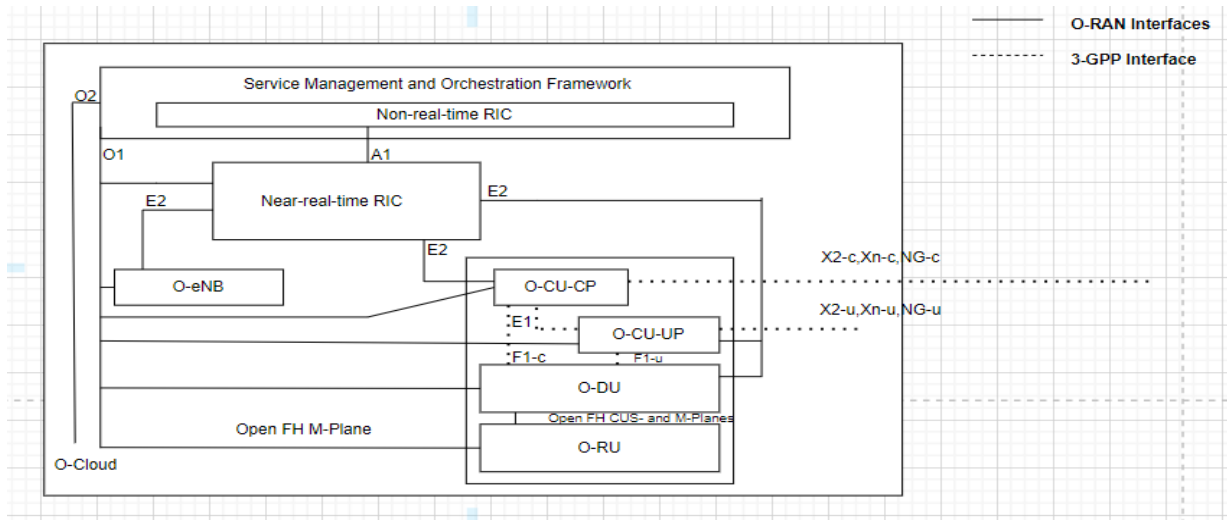 O-RAN Interfaces
3-GPP Interface
Service Management and Orchestration Framework
O2
Non-real-time RIC
O1
A1
E2
Near-real-time RIC
E2
E2
X2-c,Xn-c,NG-c
O-eNB
O-CU-CP
X2-u,Xn-u,NG-u
E1
O-CU-UP
F1-c
F1-u
O-DU
Open FH CUS- and M-Planes
Open FH M-Plane
O-RU
O-Cloud